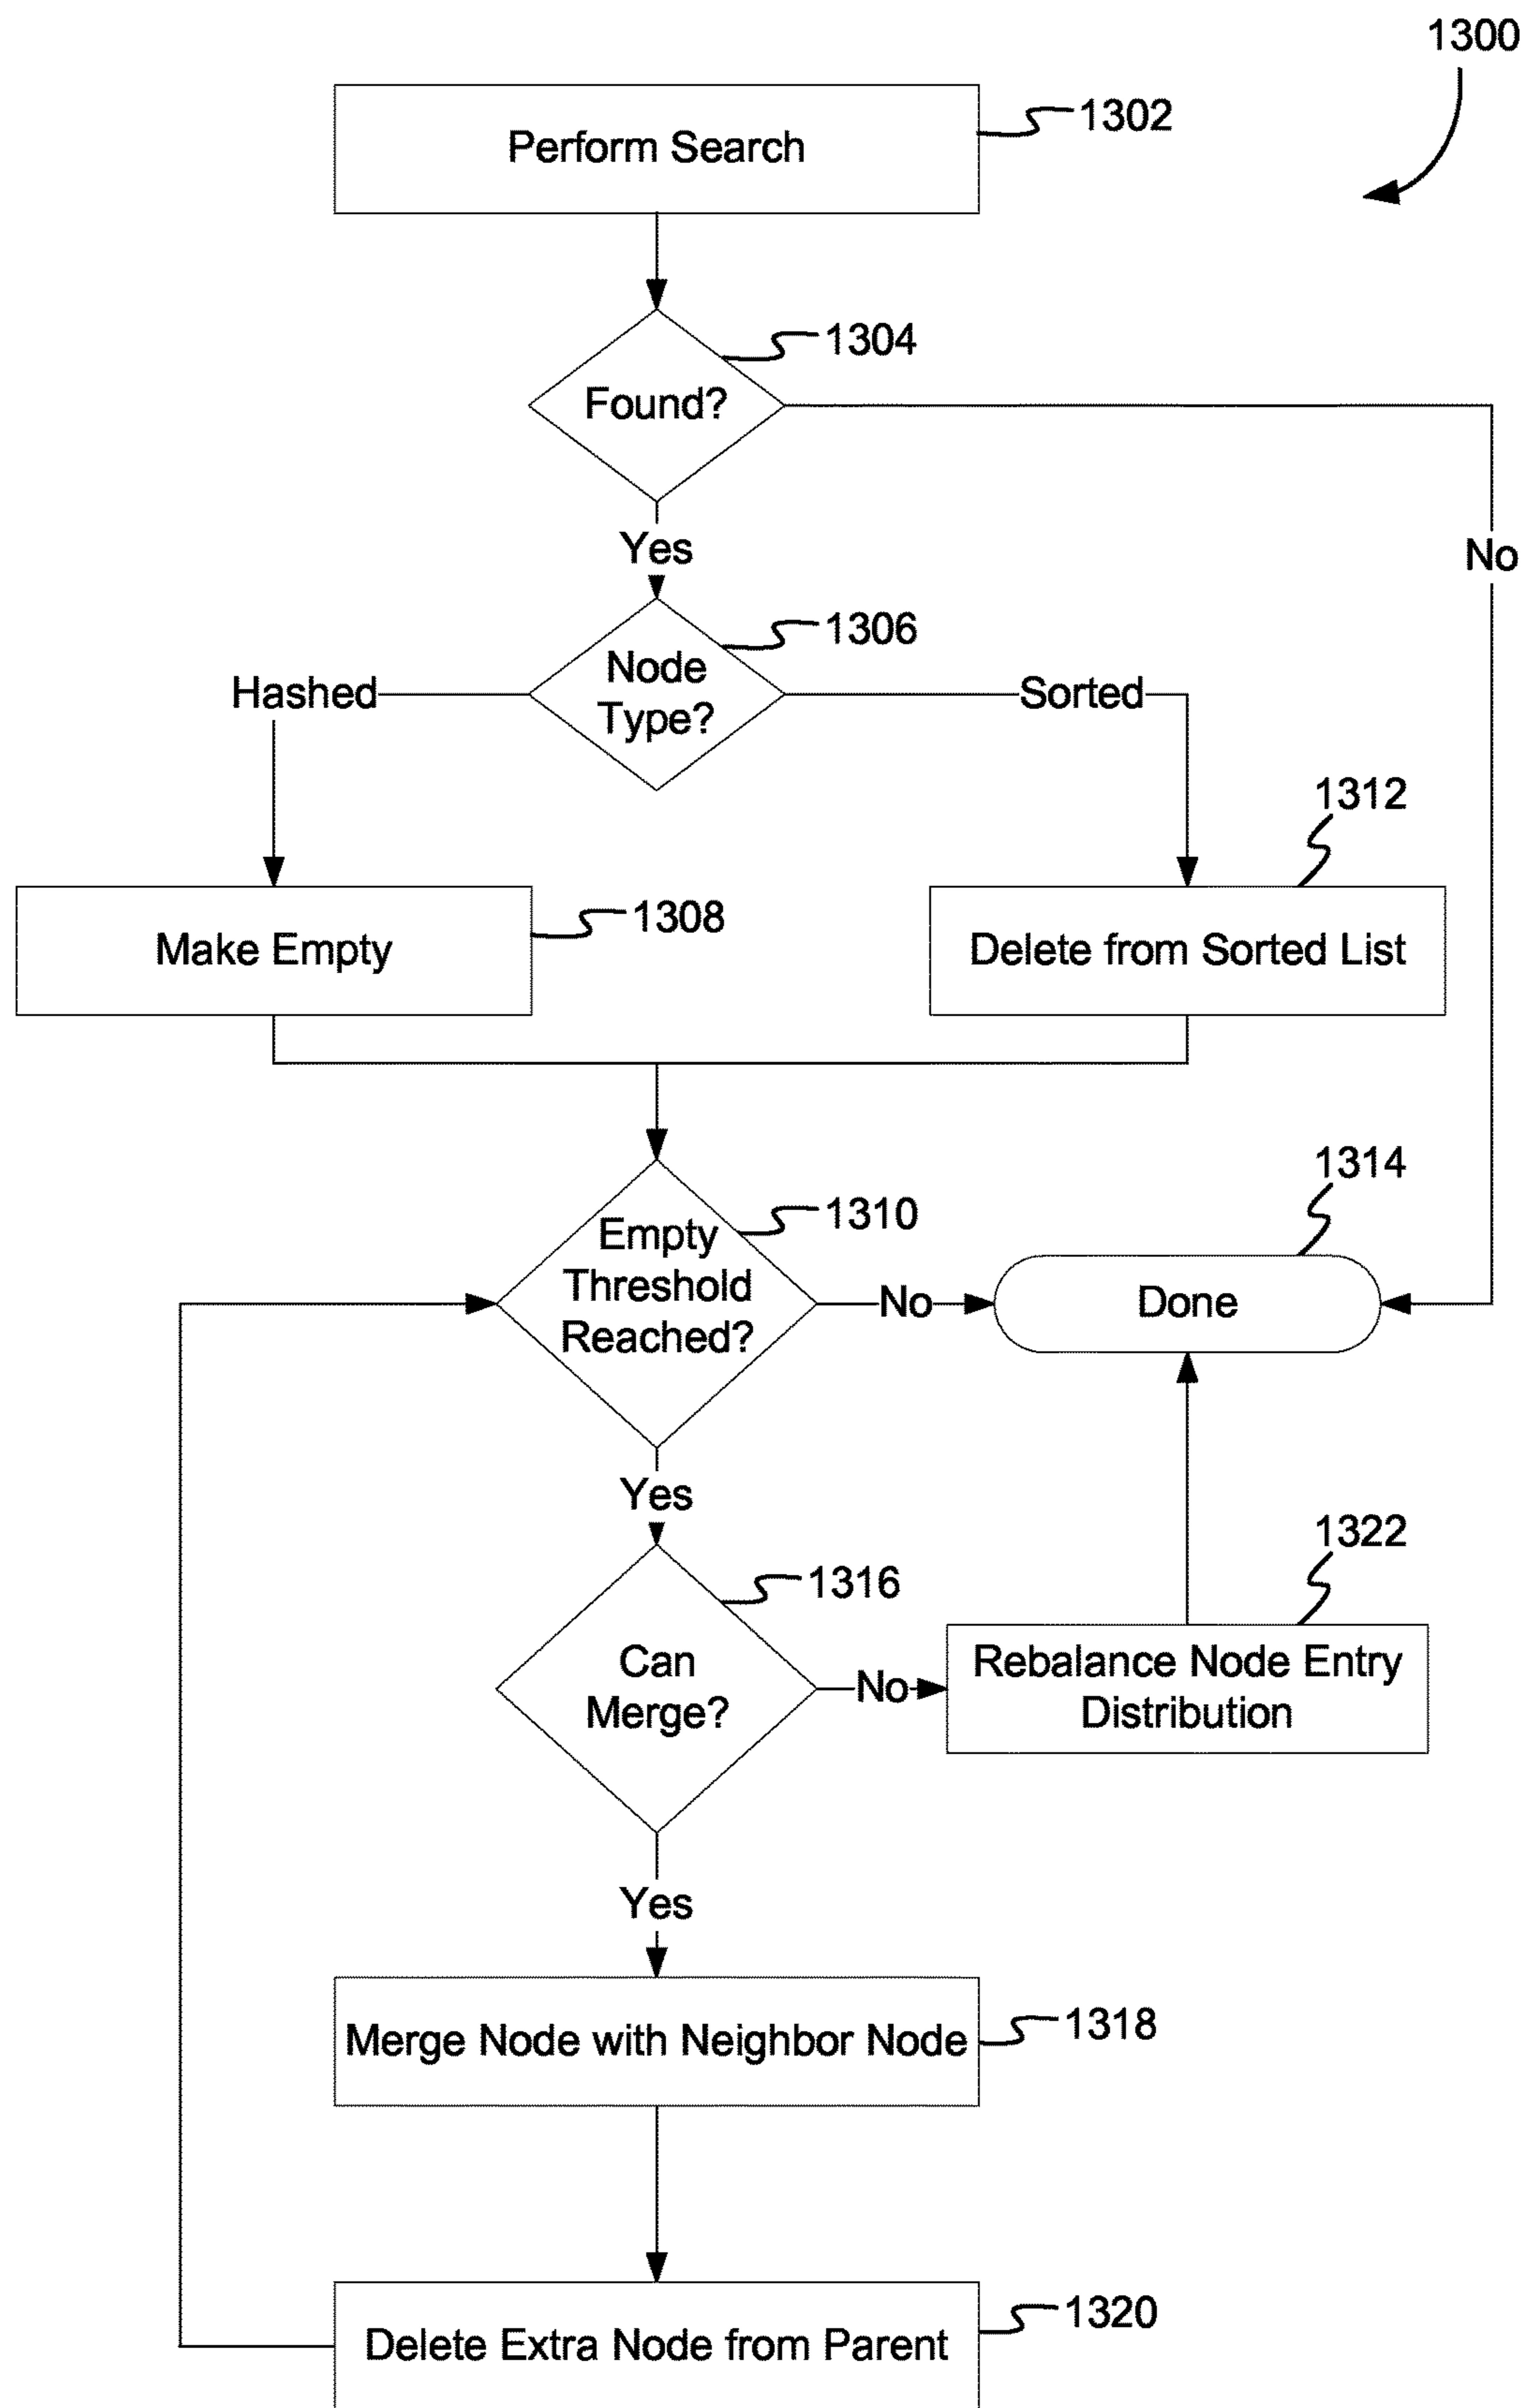 1300
Perform Search
1302
1304
Found?
Yes
No
1306
Node
Type?
Hashed
Sorted
1312
1308
Make Empty
Delete from Sorted List
1314
1310
Empty
Threshold
Reached?
No
Done
Yes
1322
1316
Can
Merge?
No
Rebalance Node Entry
Distribution
Yes
Merge Node with Neighbor Node
1318
1320
Delete Extra Node from Parent